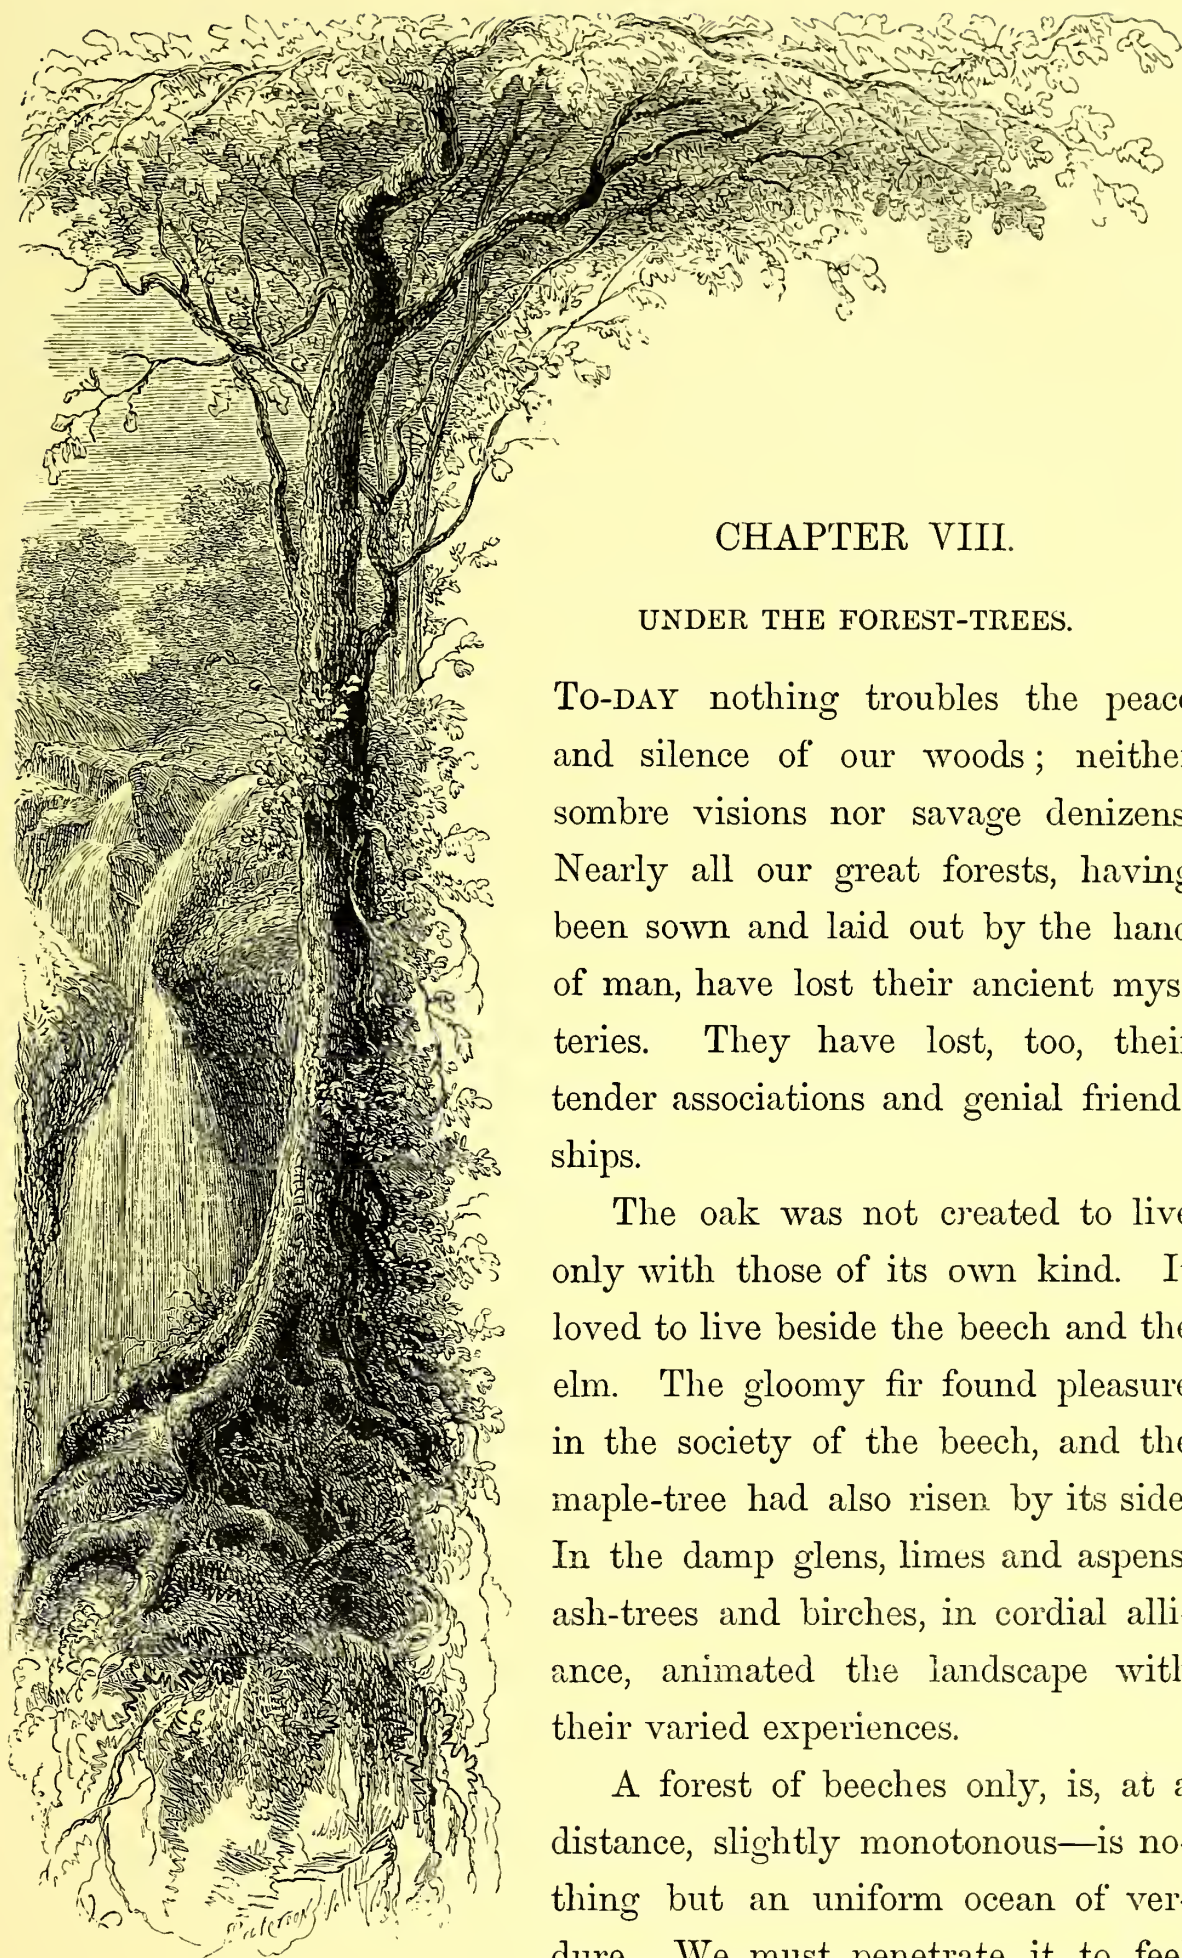 CHAPTER VIII.
UNDER THE FOREST-TREES.
TO-DAY nothing troubles the peace
and silence of our woods; neither
sombre visions nor savage denizens.
Nearly all our great forests, having
been sown and laid out by the hand
of man, have lost their ancient mys-
teries. They have lost, too, their
tender associations and genial friend-
ships.
The oak was not created to live
only with those of its own kind. It
loved to live beside the beech and the
elm. The gloomy fir found pleasure
in the society of the beech, and the
maple-tree had also risen by its side.
In the damp glens, limes and aspens,
ash-trees and birches, in cordial alli-
ance, animated the landscape with
their varied experiences.
A forest of beeches only, is, at a
distance, slightly monotonous—is no-
thing but an uniform ocean of ver-
dure. We must penetrate it to feel